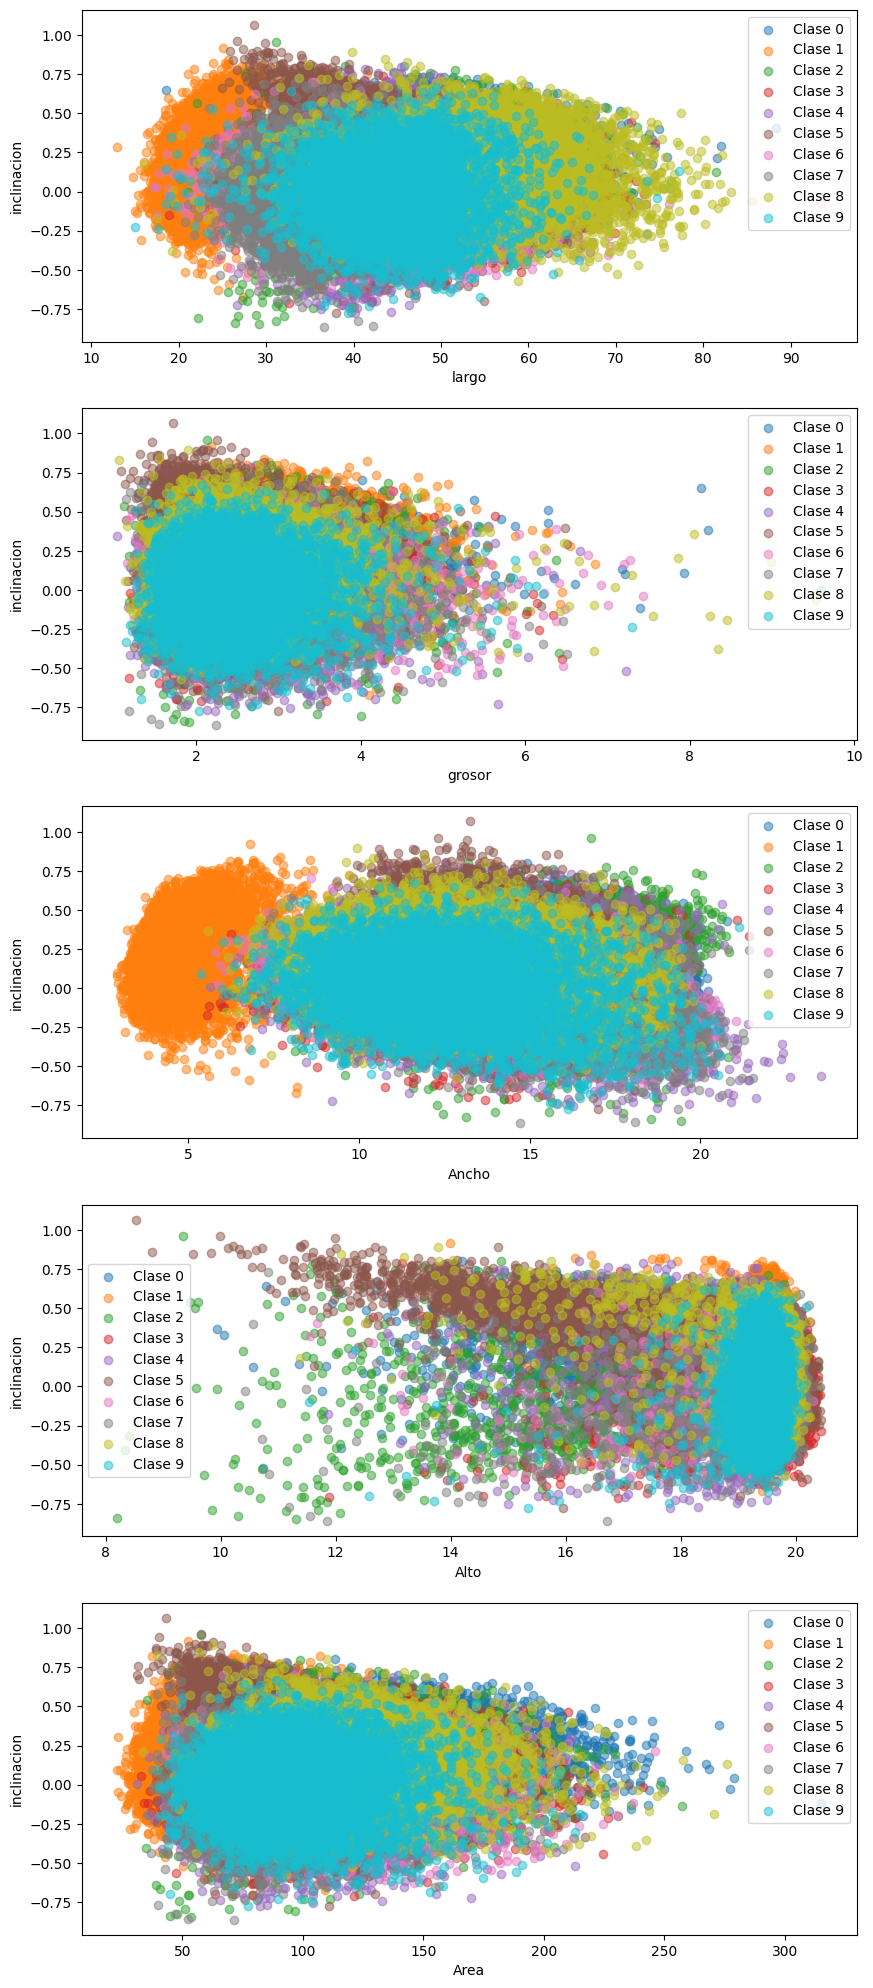 1.00
0.75
0.50
0.25
0.00
−0.25
−0.50
−0.75
inclinacion
10 20 30 40 50 60 70 80 90
largo
Clase 0
Clase 1
Clase 2
Clase 3
Clase 4
Clase 5
Clase 6
Clase 7
Clase 8
Clase 9
1.00
0.75
0.50
0.25
0.00
−0.25
−0.50
−0.75
inclinacion
2 4 6 8 10
grosor
Clase 0
Clase 1
Clase 2
Clase 3
Clase 4
Clase 5
Clase 6
Clase 7
Clase 8
Clase 9
1.00
0.75
0.50
0.25
0.00
−0.25
−0.50
−0.75
inclinacion
5 10 15 20
Ancho
Clase 0
Clase 1
Clase 2
Clase 3
Clase 4
Clase 5
Clase 6
Clase 7
Clase 8
Clase 9
1.00
0.75
0.50
0.25
0.00
−0.25
−0.50
−0.75
inclinacion
8 10 12 14 16 18 20
Alto
Clase 0
Clase 1
Clase 2
Clase 3
Clase 4
Clase 5
Clase 6
Clase 7
Clase 8
Clase 9
1.00
0.75
0.50
0.25
0.00
−0.25
−0.50
−0.75
inclinacion
50 100 150 200 250 300
Area
Clase 0
Clase 1
Clase 2
Clase 3
Clase 4
Clase 5
Clase 6
Clase 7
Clase 8
Clase 9